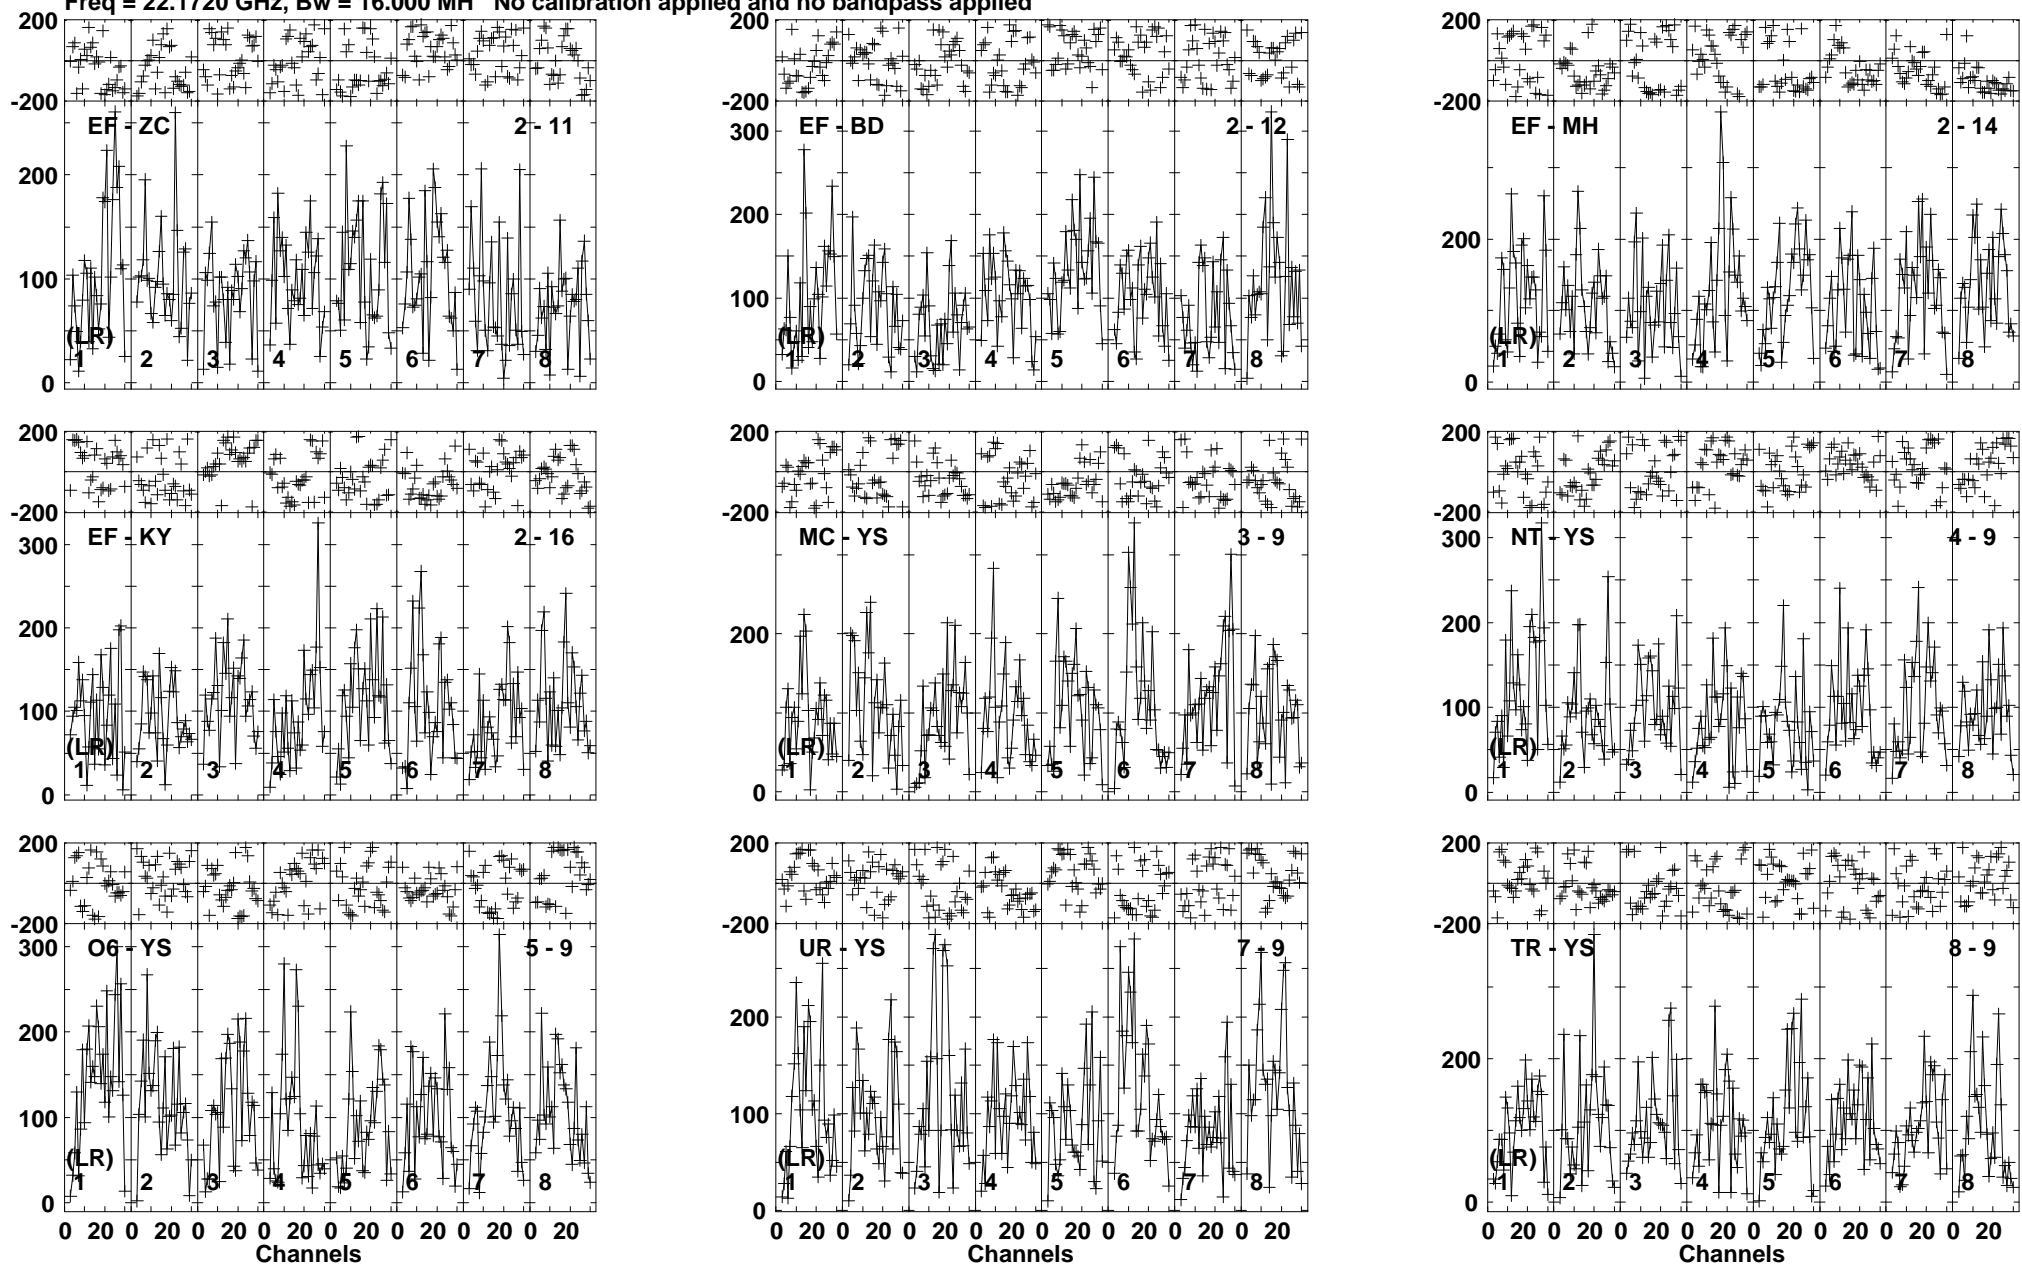 Freq = 22.1720 GHz, Bw = 16.000 MH No calibration applied and no bandpass applied
200
-200
EF - ZC 2 - 11
200
100
0
(LR)
1 2 3 4 5 6 7 8
200
-200
EF - BD 2 - 12
300
200
100
0
(LR)
1 2 3 4 5 6 7 8
200
-200
EF - MH 2 - 14
200
0
(LR)
1 2 3 4 5 6 7 8
200
-200
EF - KY 2 - 16
300
200
100
0
(LR)
1 2 3 4 5 6 7 8
200
-200
MC - YS 3 - 9
200
0
(LR)
1 2 3 4 5 6 7 8
200
-200
NT - YS 4 - 9
300
200
100
0
(LR)
1 2 3 4 5 6 7 8
200
-200
O6 - YS 5 - 9
300
200
100
0
(LR)
1 2 3 4 5 6 7 8
0 20 0 20 0 20 0 20 0 20 0 20 0 20 0 20
Channels
200
-200
UR - YS 7 - 9
200
100
0
(LR)
1 2 3 4 5 6 7 8
0 20 0 20 0 20 0 20 0 20 0 20 0 20 0 20
Channels
200
-200
TR - YS 8 - 9
200
0
(LR)
1 2 3 4 5 6 7 8
0 20 0 20 0 20 0 20 0 20 0 20 0 20 0 20
Channels